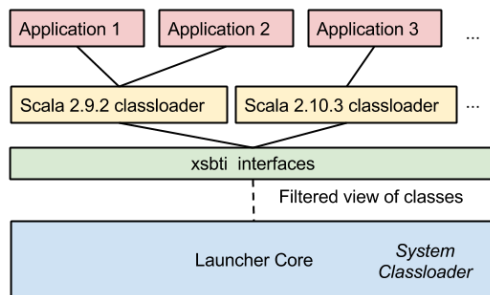 Application 1
Application 2
Application 3
...
Scala 2.9.2 classloader
Scala 2.10.3 classloader
...
xsbti interfaces
Filtered view of classes
Launcher Core
System
Classloader